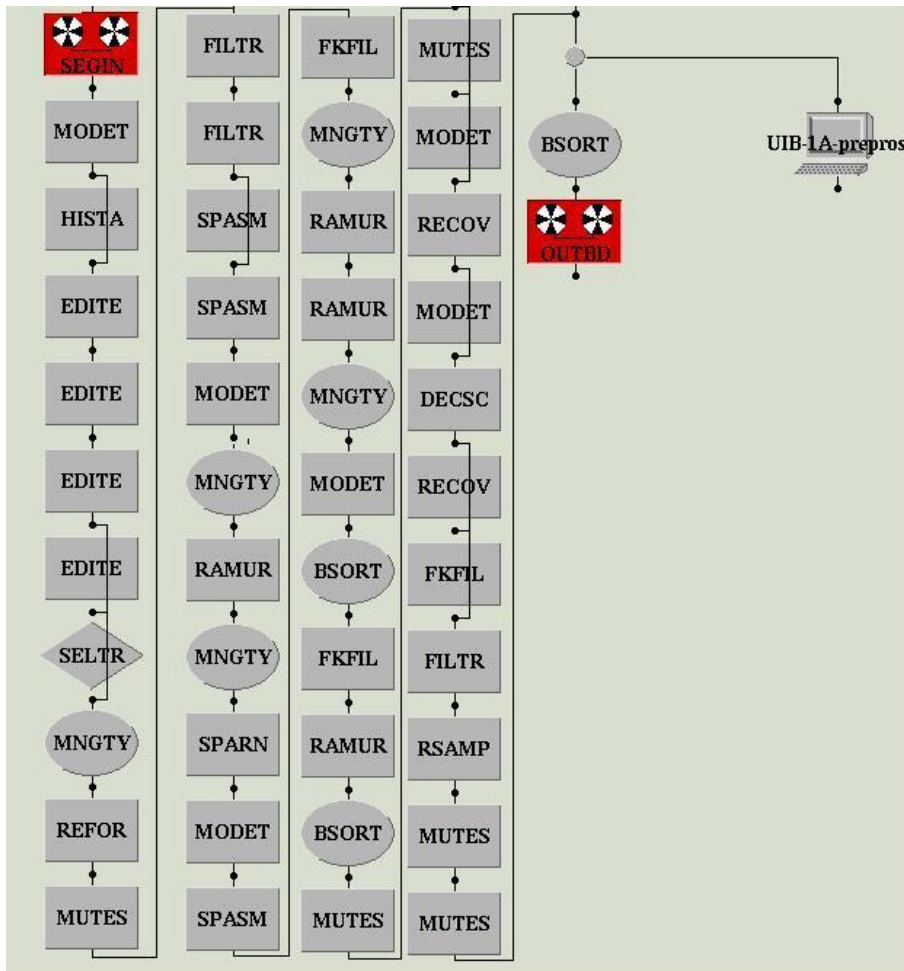 SEGIN
MODET
HISTA
EDITE
EDITE
EDITE
EDITE
SELTR
MNGTY
REFOR
MUTES
FILTR
FILTR
SPASM
SPASM
MODET
MNGTY
RAMUR
MNGTY
SPARN
MODET
SPASM
FKFIL
MNGTY
RAMUR
RAMUR
MNGTY
MODET
BSORT
FKFIL
RAMUR
BSORT
MUTES
MUTES
MODET
RECOV
MODET
DECSC
RECOV
FKFIL
FILTR
RSAMP
MUTES
MUTES
BSORT
OUTBD
UIB-1A-prepros